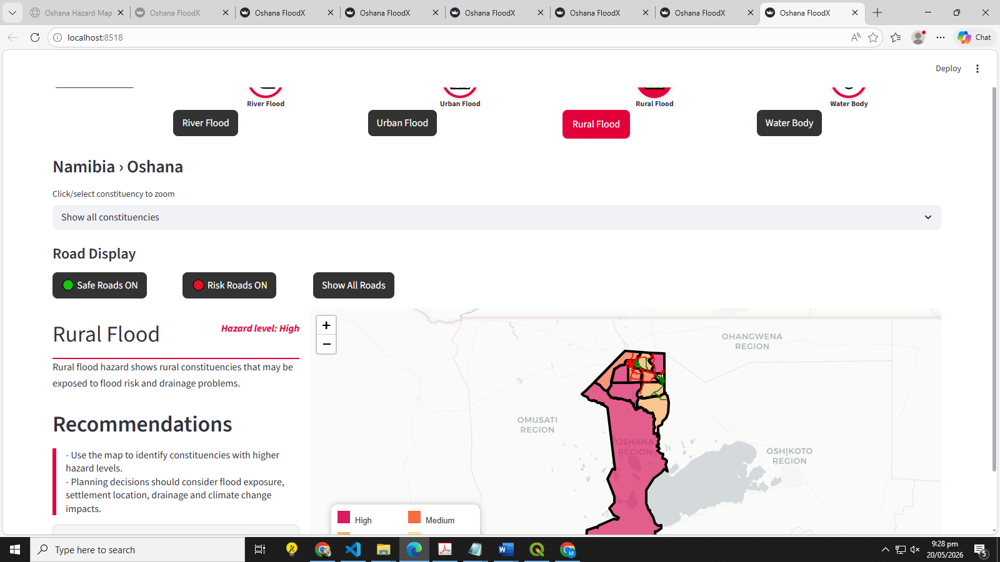 Oshana Hazard Map
Oshana FloodX
Oshana FloodX
Oshana FloodX
Oshana FloodX
Oshana FloodX
Oshana FloodX
Oshana FloodX
localhost:8518
Chat
Deploy
River Flood
Urban Flood
Rural Flood
Water Body
River Flood
Urban Flood
Rural Flood
Water Body
Namibia › Oshana
Click/select constituency to zoom
Show all constituencies
Road Display
Safe Roads ON
Risk Roads ON
Show All Roads
Rural Flood
Hazard level: High
Rural flood hazard shows rural constituencies that may be
exposed to flood risk and drainage problems.
Recommendations
- Use the map to identify constituencies with higher
hazard levels.
- Planning decisions should consider flood exposure,
settlement location, drainage and climate change
impacts.
+
−
OHANGWENA
REGION
OMUSATI
REGION
OSHANA
REGION
OSHIKOTO
REGION
High
Medium
Type here to search
9:28 pm
20/05/2026
5